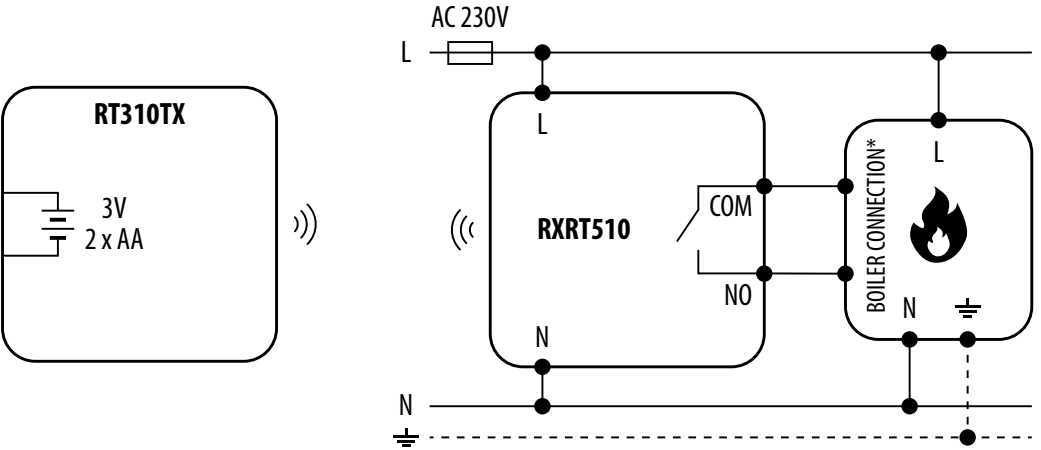 AC 230V
L
RT310TX
3V
2 x AA
L
COM
RXRT510
NO
N
BOILER CONNECTION*
L
N
N